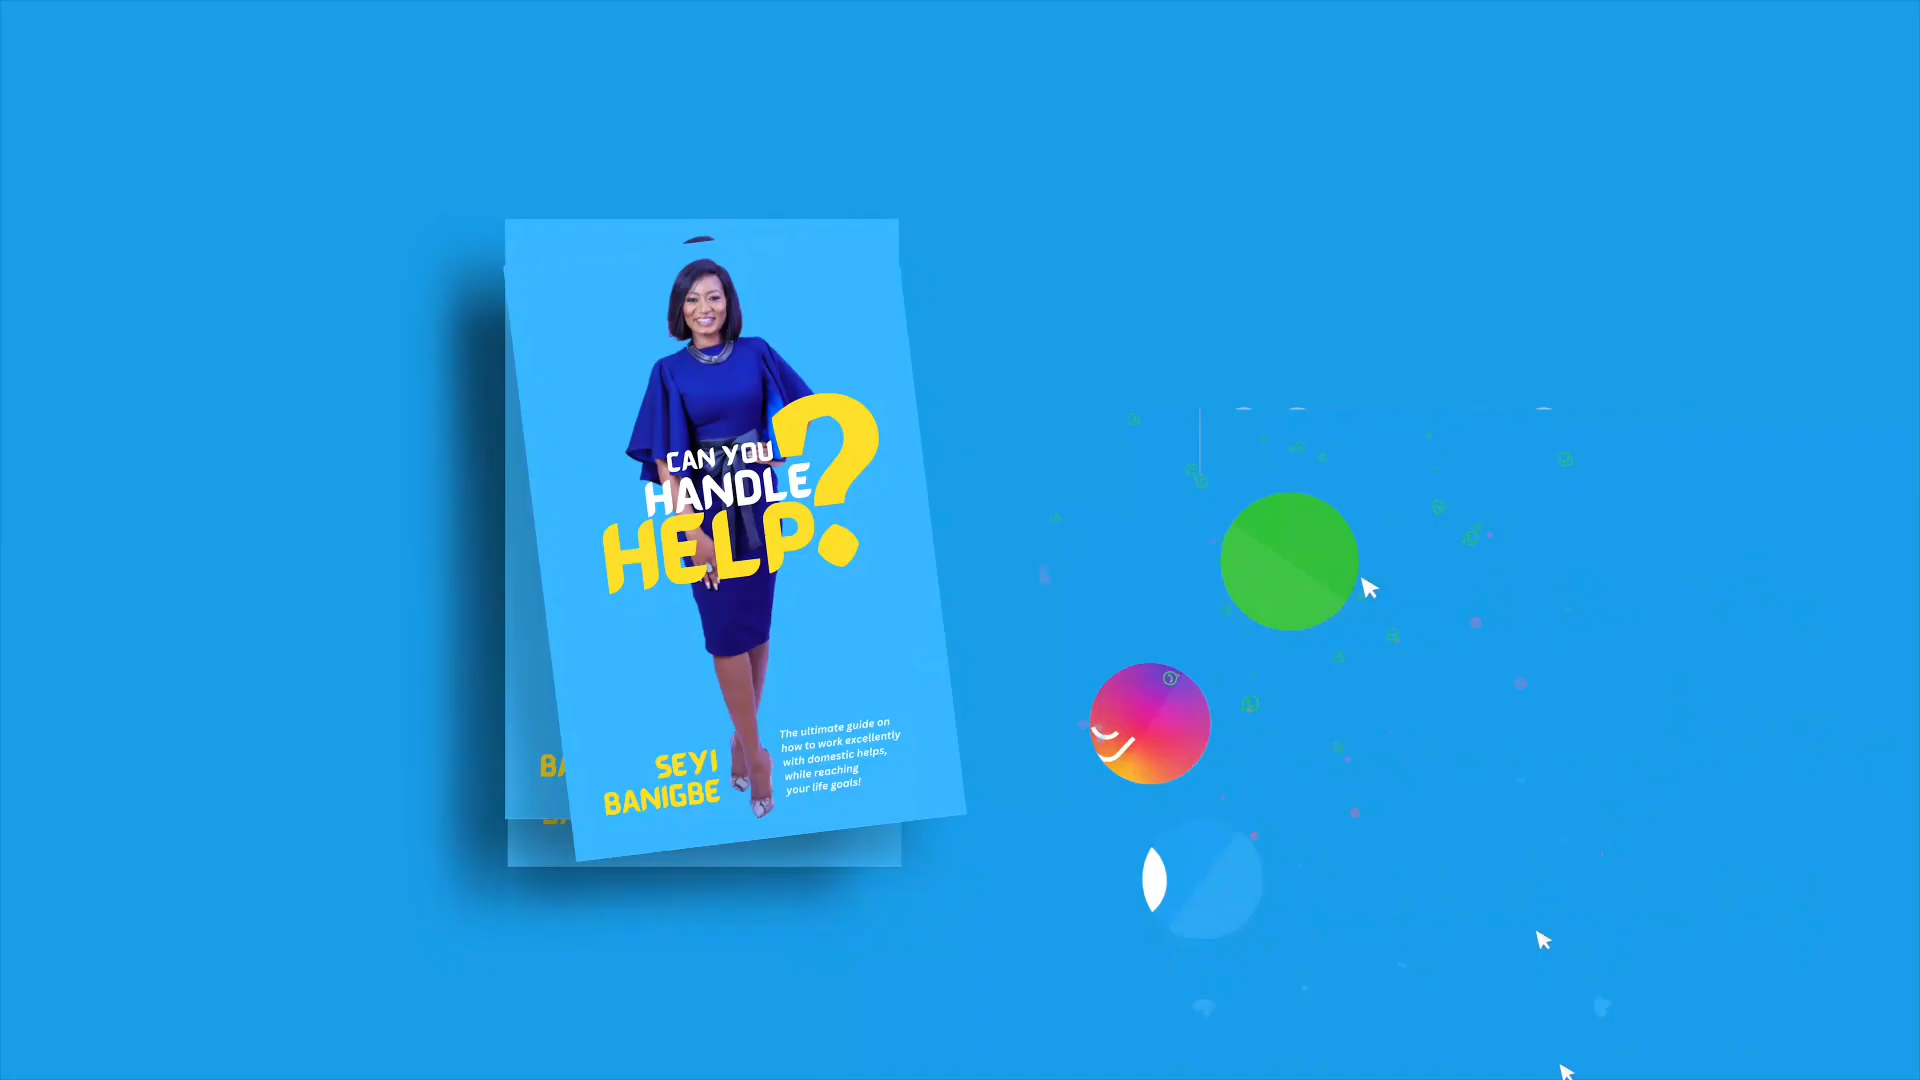 CAN YOU
HANDLE
HELP?
The ultimate guide on
how to work excellently
with domestic helps,
while reaching
your life goals!
SEYI
BANIGBE